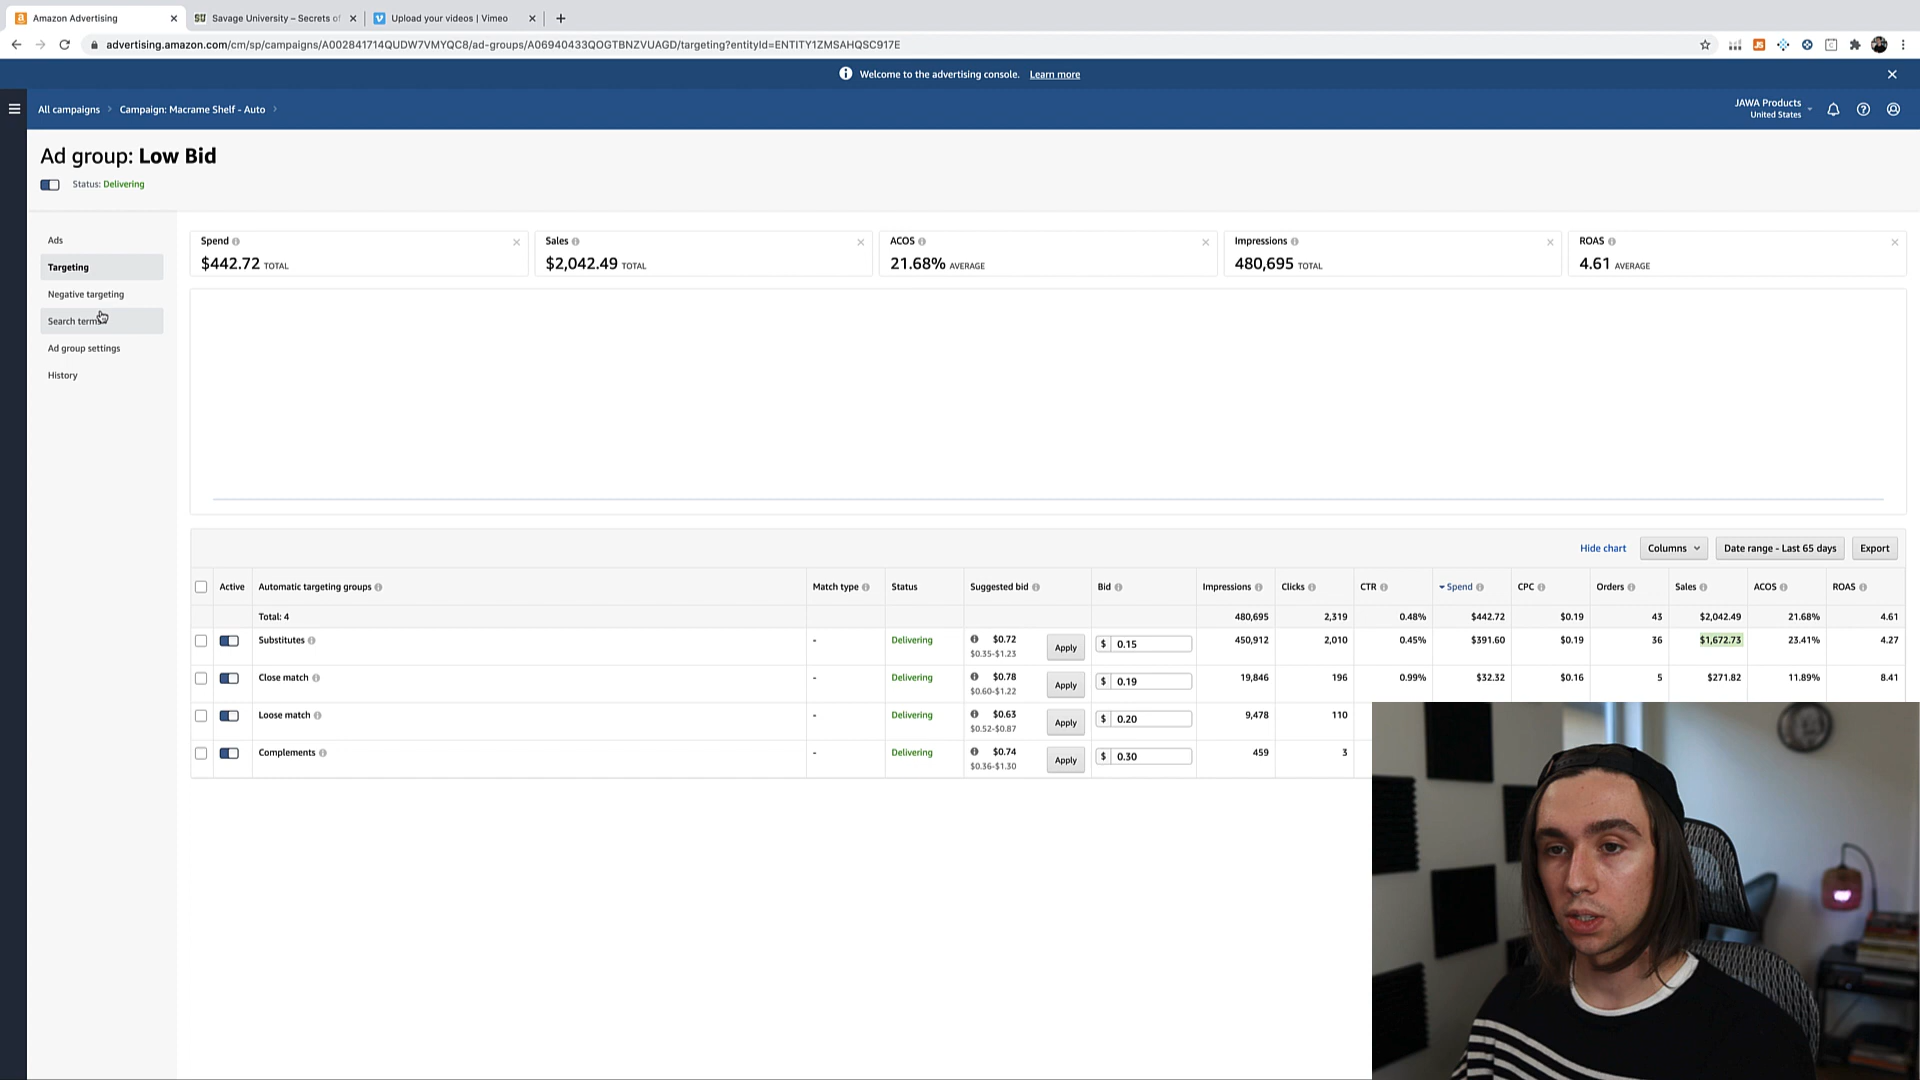 Amazon Advertising
Savage University – Secrets of
Upload your videos | Vimeo
advertising.amazon.com/cm/sp/campaigns/A002841714QUDW7VMYQC8/ad-groups/A06940433QOGTBNZVUAGD/targeting?entityId=ENTITY1ZMSAHQSC917E
Welcome to the advertising console. Learn more
All campaigns
Campaign: Macrame Shelf - Auto
JAWA Products
United States
Ad group: Low Bid
Status: Delivering
Ads
Targeting
Negative targeting
Search terms
Ad group settings
History
Spend
$442.72 TOTAL
Sales
$2,042.49 TOTAL
ACOS
21.68% AVERAGE
Impressions
480,695 TOTAL
ROAS
4.61 AVERAGE
Hide chart Columns Date range - Last 65 days Export
Active Automatic targeting groups Match type Status Suggested bid Bid Impressions Clicks CTR Spend CPC Orders Sales ACOS ROAS
Total: 4 480,695 2,319 0.48% $442.72 $0.19 43 $2,042.49 21.68% 4.61
Substitutes - Delivering $0.72 Apply $ 0.15 450,912 2,010 0.45% $391.60 $0.19 36 $1,672.73 23.41% 4.27
$0.35-$1.23
Close match - Delivering $0.78 Apply $ 0.19 19,846 196 0.99% $32.32 $0.16 5 $271.82 11.89% 8.41
$0.60-$1.22
Loose match - Delivering $0.63 Apply $ 0.20 9,478 110
$0.52-$0.87
Complements - Delivering $0.74 Apply $ 0.30 459 3
$0.36-$1.30